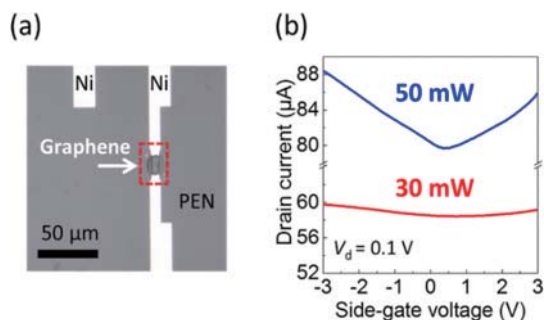 (a)
Ni
Ni
Graphene
PEN
50 μm
(b)
Drain current (μA)
88
84
80
60
56
52
50 mW
30 mW
Vd = 0.1 V
-3 -2 -1 0 1 2 3
Side-gate voltage (V)